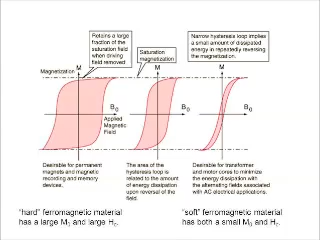 Retains a large
fraction of the
saturation field
when driving
field removed
Saturation
magnetization
Narrow hysteresis loop implies
a small amount of dissipated
energy in repeatedly reversing
the magnetization.
Magnetization
M
M
M
B₀
B₀
B₀
Applied
Magnetic
Field
Desirable for permanent
magnets and magnetic
recording and memory
devices.
The area of the
hysteresis loop is
related to the amount
of energy dissipation
upon reversal of the
field.
Desirable for transformer
and motor cores to minimize
the energy dissipation with
the alternating fields associated
with AC electrical applications.
"hard" ferromagnetic material
has a large M₀ and large Hc.
"soft" ferromagnetic material
has both a small M₀ and Hc.